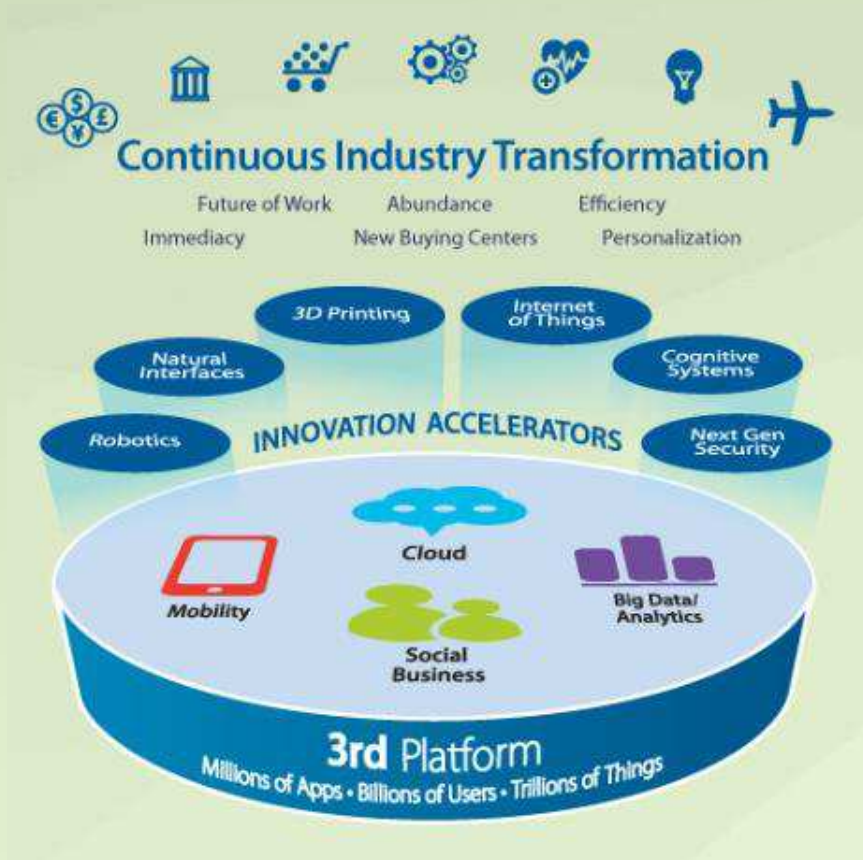 € $ £ ¥
Continuous Industry Transformation
Future of Work Abundance Efficiency
Immediacy New Buying Centers Personalization
3D Printing
Internet
of Things
Natural
Interfaces
Cognitive
Systems
Robotics
INNOVATION ACCELERATORS
Next Gen
Security
Cloud
Mobility
Big Data/
Analytics
Social
Business
3rd Platform
Millions of Apps • Billions of Users • Trillions of Things